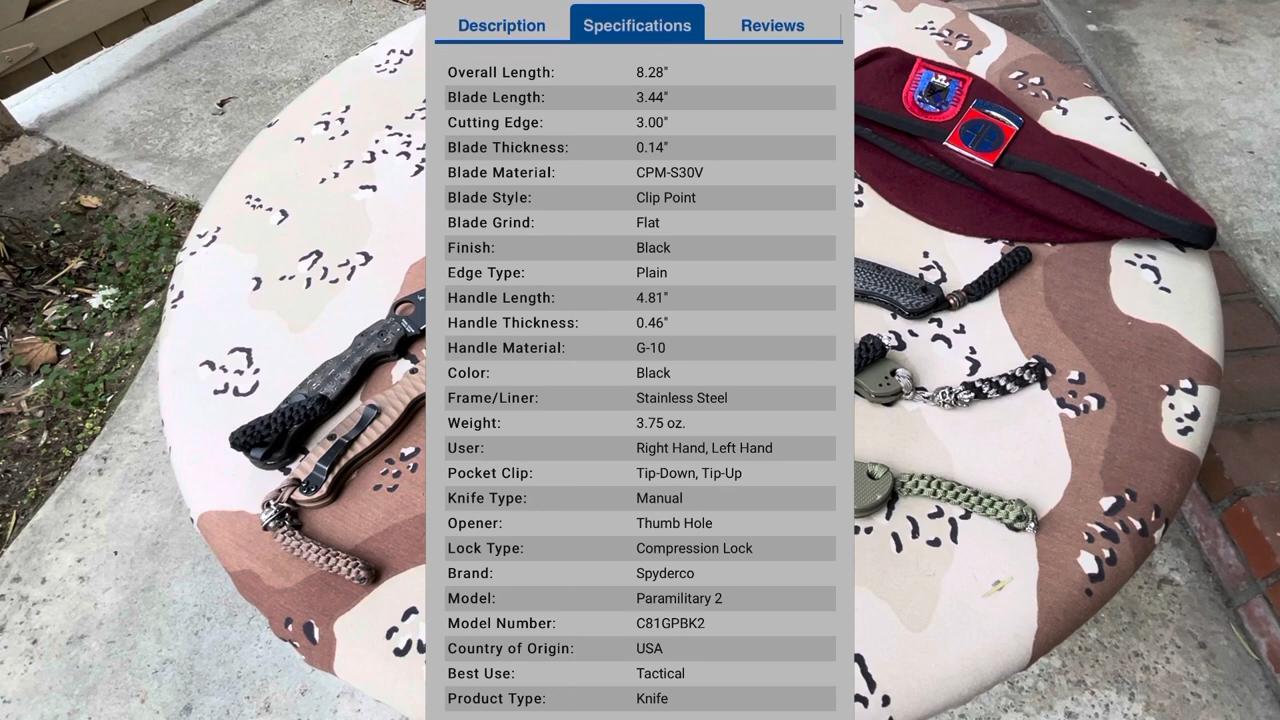 Description Specifications Reviews
Overall Length: 8.28"
Blade Length: 3.44"
Cutting Edge: 3.00"
Blade Thickness: 0.14"
Blade Material: CPM-S30V
Blade Style: Clip Point
Blade Grind: Flat
Finish: Black
Edge Type: Plain
Handle Length: 4.81"
Handle Thickness: 0.46"
Handle Material: G-10
Color: Black
Frame/Liner: Stainless Steel
Weight: 3.75 oz.
User: Right Hand, Left Hand
Pocket Clip: Tip-Down, Tip-Up
Knife Type: Manual
Opener: Thumb Hole
Lock Type: Compression Lock
Brand: Spyderco
Model: Paramilitary 2
Model Number: C81GPBK2
Country of Origin: USA
Best Use: Tactical
Product Type: Knife